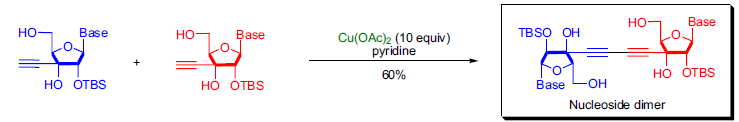 HO
O
Base
HO
OTBS
+
HO
O
Base
HO
OTBS
Cu(OAc)2 (10 equiv)
pyridine
60%
TBSO
OH
O
Base
OH
HO
O
Base
HO
OTBS
Nucleoside dimer